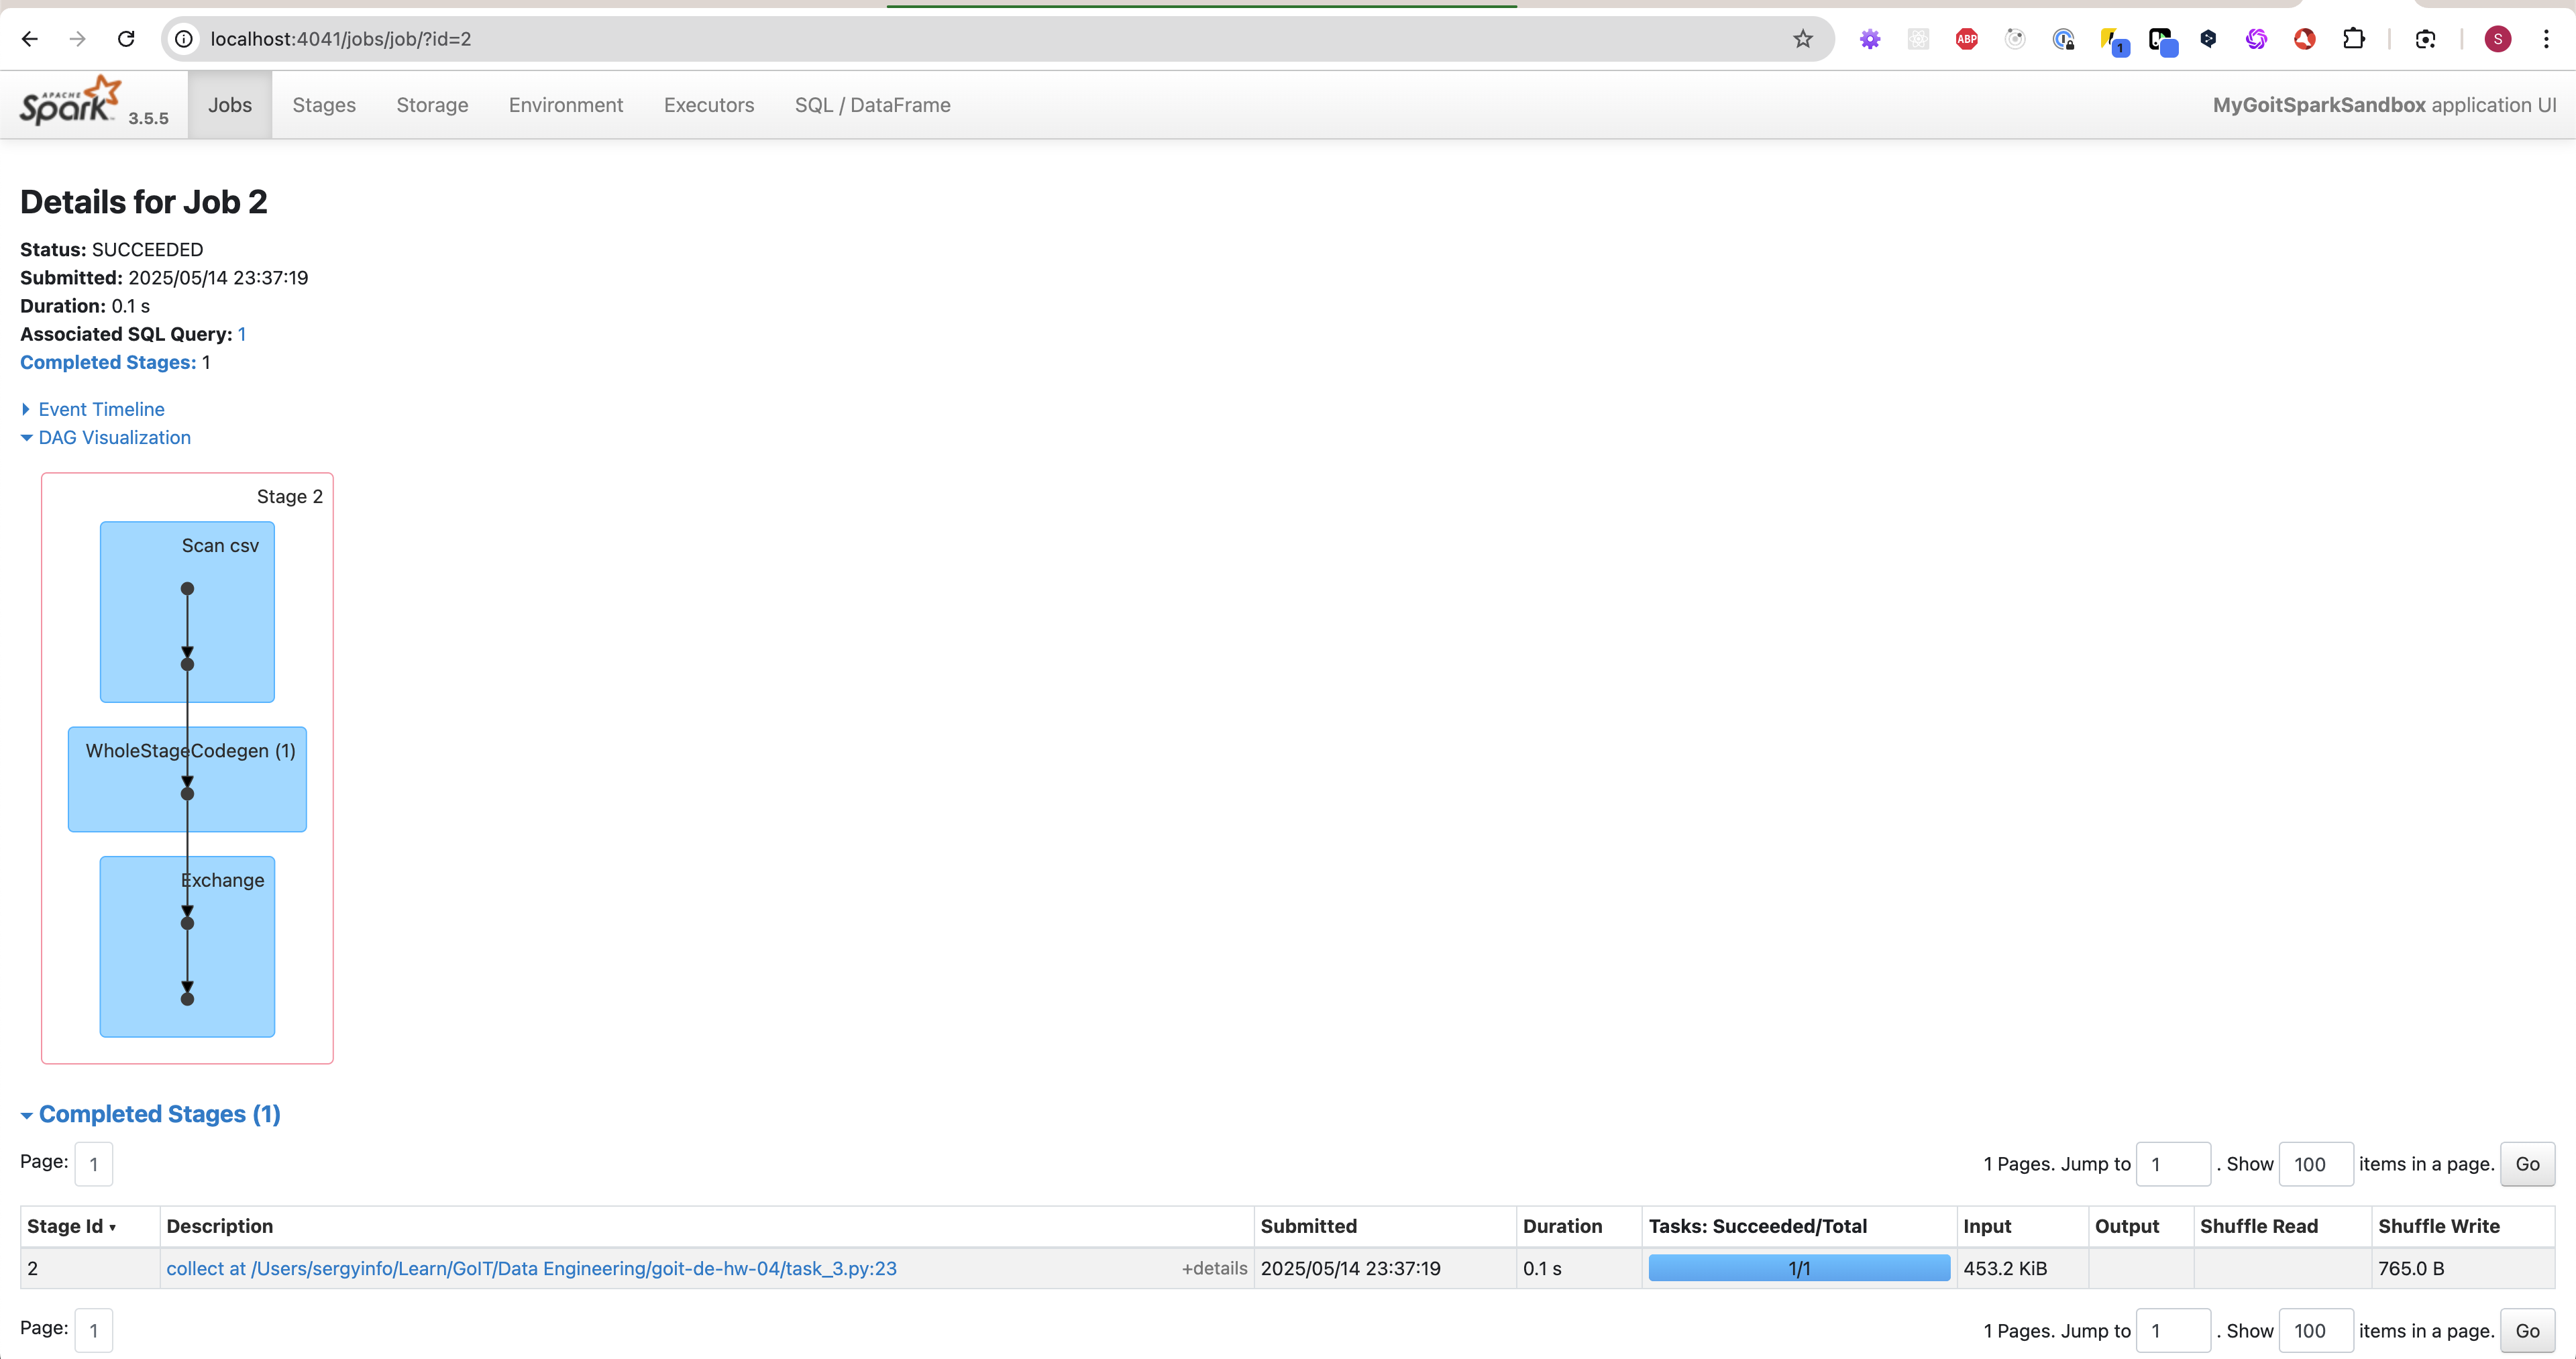 localhost:4041/jobs/job/?id=2
ABP
1
S
APACHE
Spark 3.5.5
Jobs Stages Storage Environment Executors SQL / DataFrame MyGoitSparkSandbox application UI
Details for Job 2
Status: SUCCEEDED
Submitted: 2025/05/14 23:37:19
Duration: 0.1 s
Associated SQL Query: 1
Completed Stages: 1
Event Timeline
DAG Visualization
Stage 2
Scan csv
WholeStageCodegen (1)
Exchange
Completed Stages (1)
Page: 1 1 Pages. Jump to 1 . Show 100 items in a page. Go
Stage Id ▾ Description Submitted Duration Tasks: Succeeded/Total Input Output Shuffle Read Shuffle Write
2 collect at /Users/sergyinfo/Learn/GoIT/Data Engineering/goit-de-hw-04/task_3.py:23 +details 2025/05/14 23:37:19 0.1 s 1/1 453.2 KiB 765.0 B
Page: 1 1 Pages. Jump to 1 . Show 100 items in a page. Go